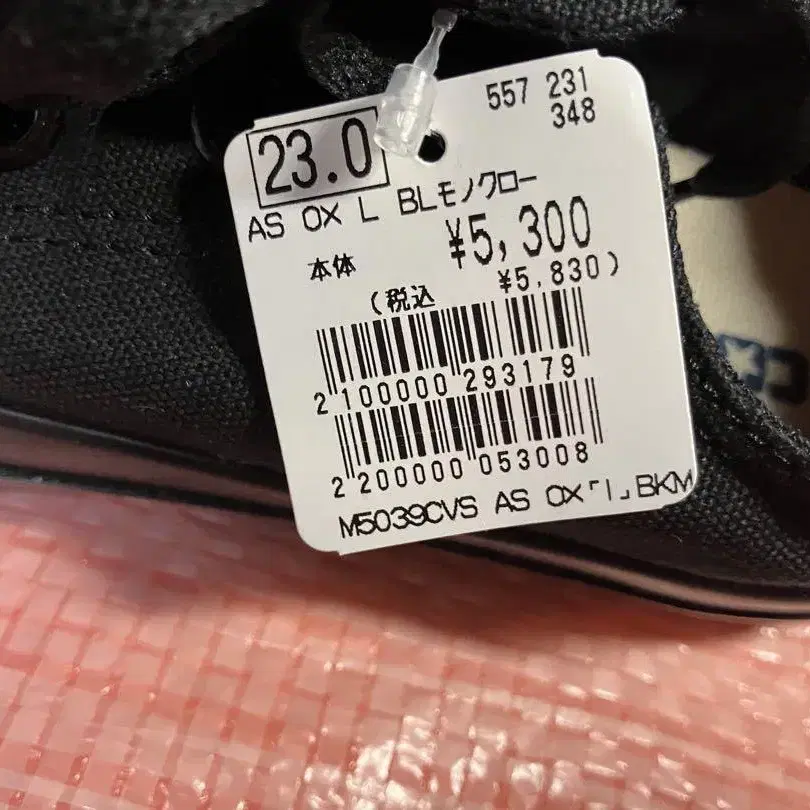 557 231
348
23.0
AS OX L BLモノクロー
本体 ¥5,300
(税込 ¥5,830)
2 100000 293179
2 200000 053008
M5039CVS AS OX「I」BKM